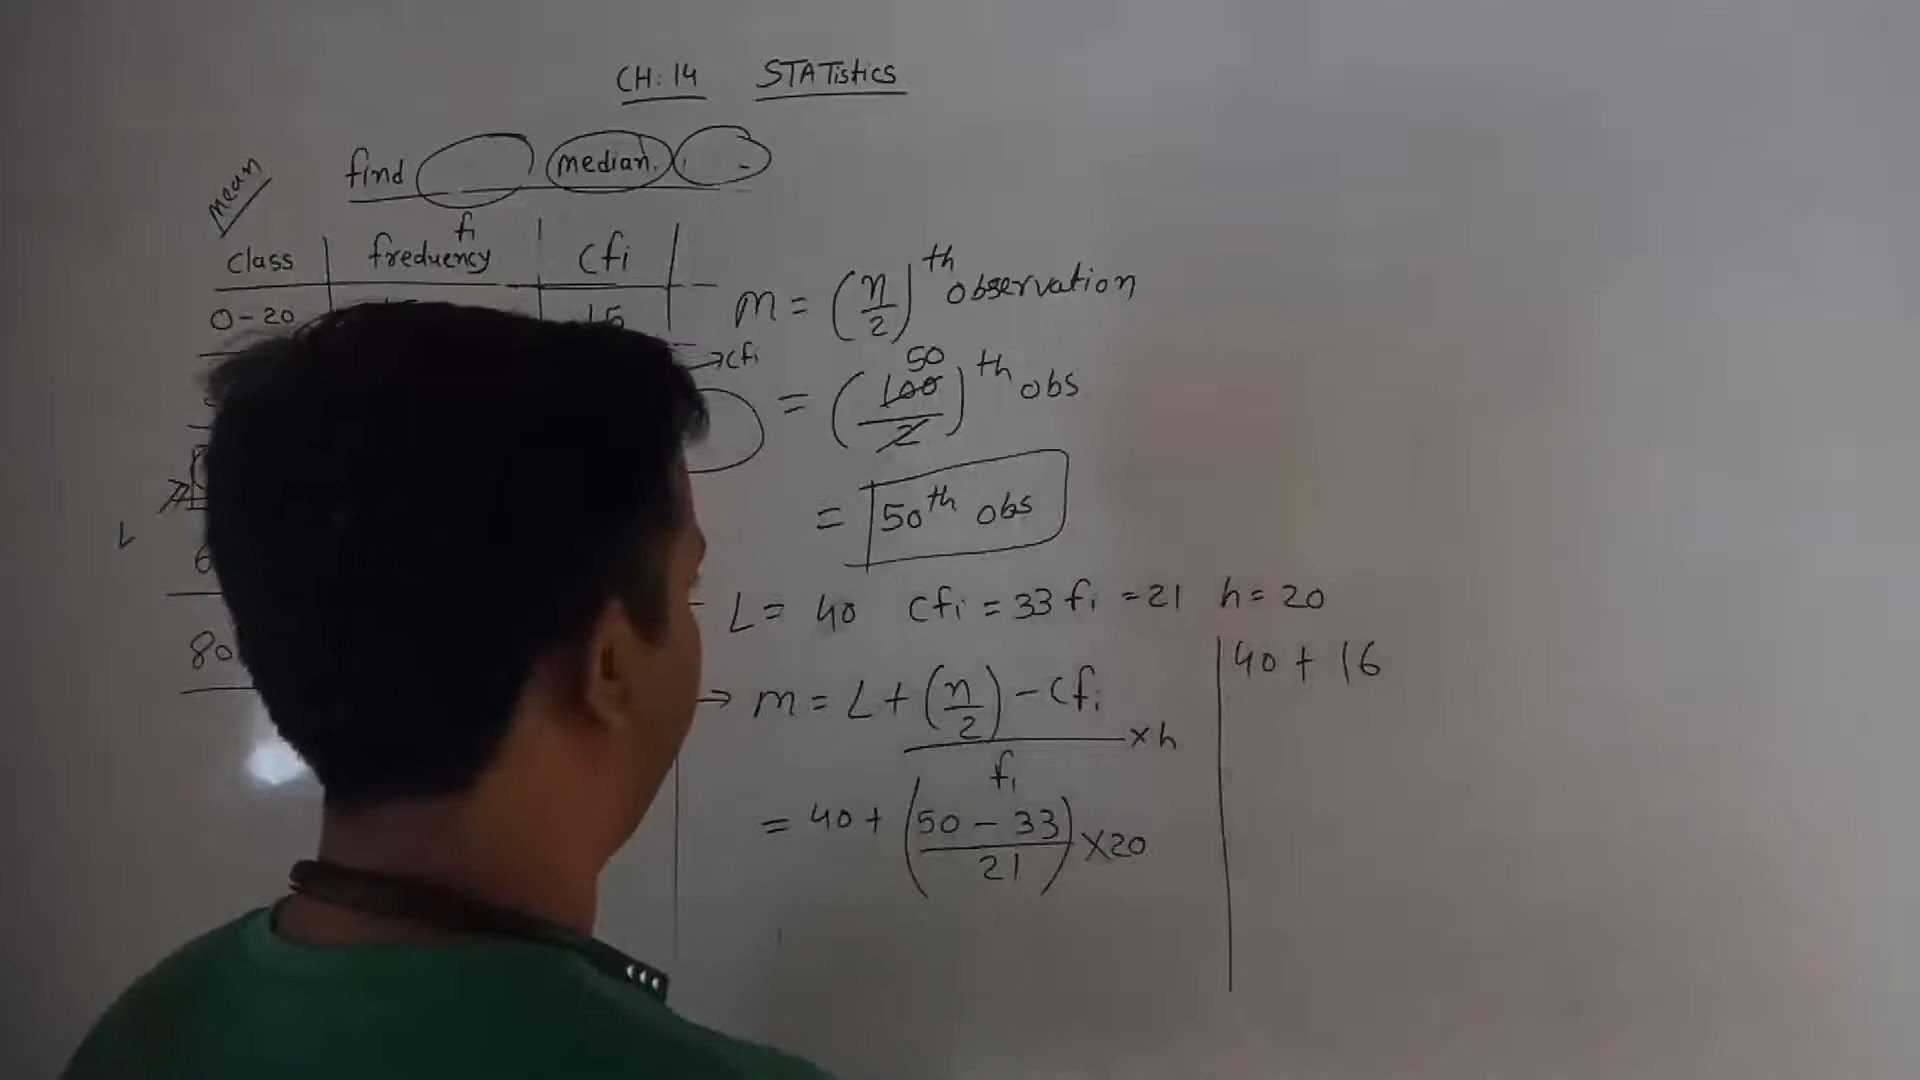 CH: 14 STATistics
mean
find median.
fi
class freduency cfi
0-20 15
→cfi
80
m = (n/2)th observation
50
= (100/2)th obs
= 50th obs
L = 40 cfi = 33 fi = 21 h = 20
→ m = L + (n/2) - cfi / fi × h
= 40 + (50 - 33 / 21) × 20
40 + 16